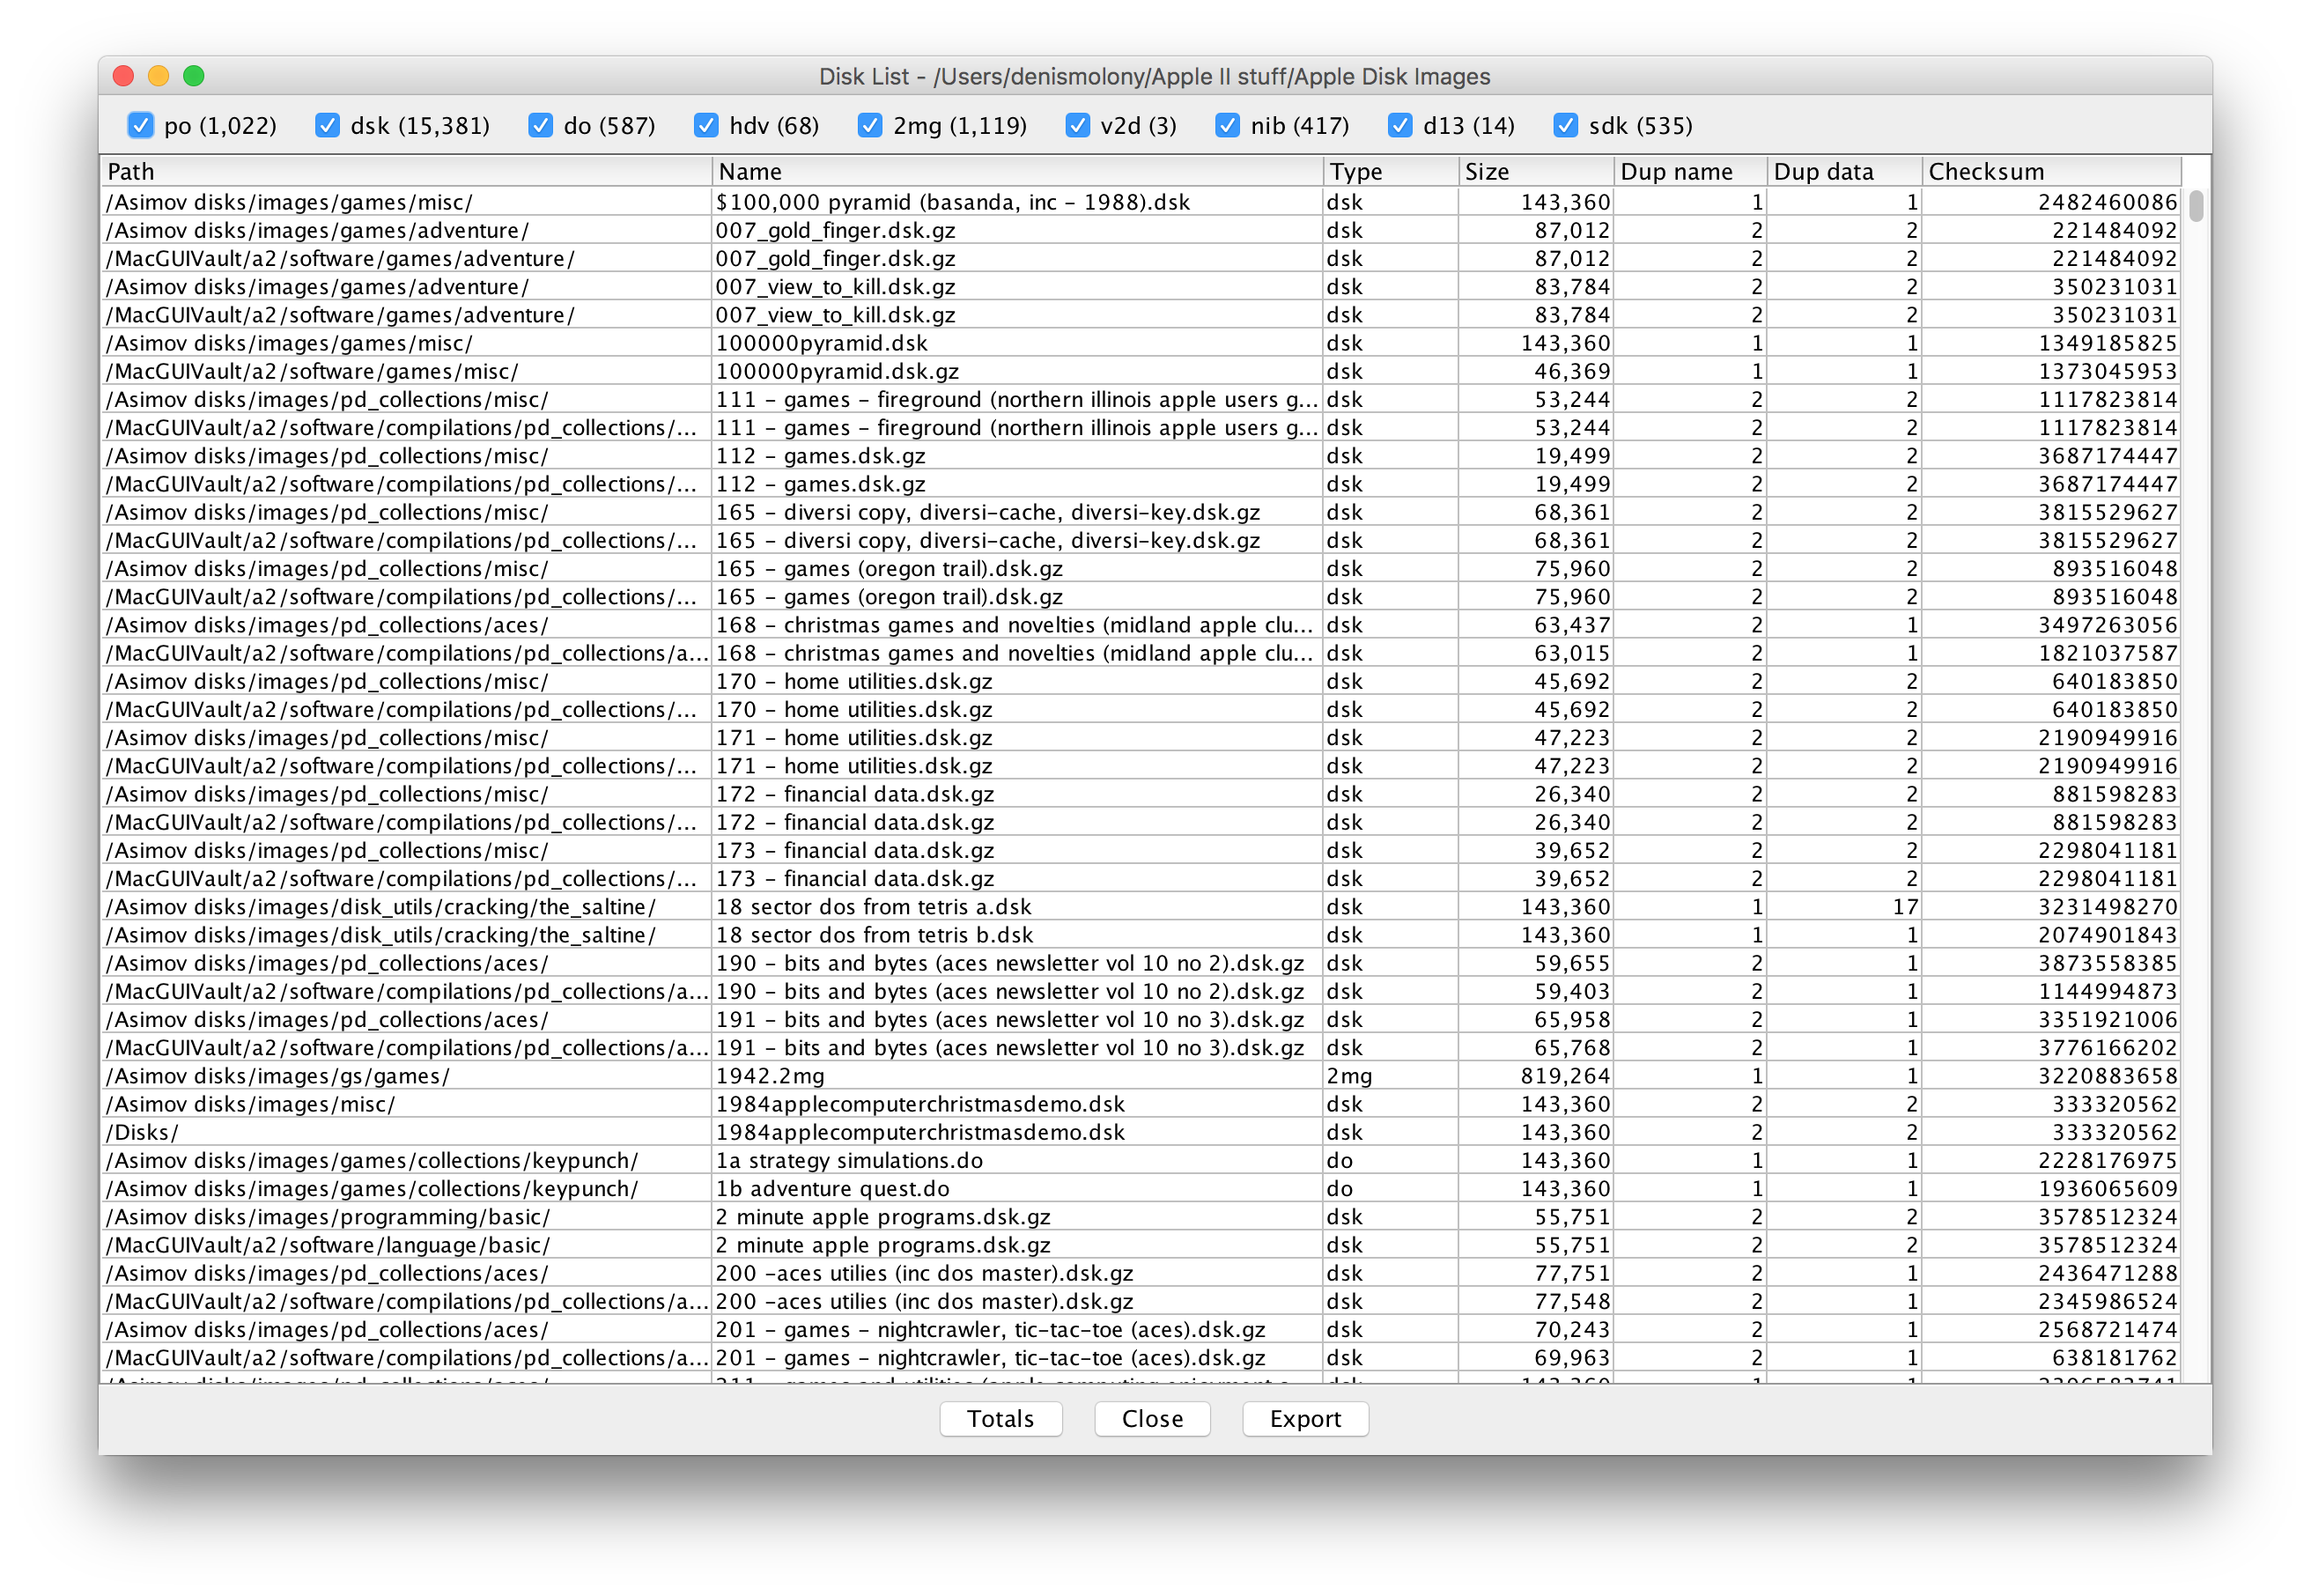 Disk List - /Users/denismolony/Apple II stuff/Apple Disk Images
po (1,022) dsk (15,381) do (587) hdv (68) 2mg (1,119) v2d (3) nib (417) d13 (14) sdk (535)
Path Name Type Size Dup name Dup data Checksum
/Asimov disks/images/games/misc/ $100,000 pyramid (basanda, inc - 1988).dsk dsk 143,360 1 1 2482460086
/Asimov disks/images/games/adventure/ 007_gold_finger.dsk.gz dsk 87,012 2 2 221484092
/MacGUIVault/a2/software/games/adventure/ 007_gold_finger.dsk.gz dsk 87,012 2 2 221484092
/Asimov disks/images/games/adventure/ 007_view_to_kill.dsk.gz dsk 83,784 2 2 350231031
/MacGUIVault/a2/software/games/adventure/ 007_view_to_kill.dsk.gz dsk 83,784 2 2 350231031
/Asimov disks/images/games/misc/ 100000pyramid.dsk dsk 143,360 1 1 1349185825
/MacGUIVault/a2/software/games/misc/ 100000pyramid.dsk.gz dsk 46,369 1 1 1373045953
/Asimov disks/images/pd_collections/misc/ 111 - games - fireground (northern illinois apple users g... dsk 53,244 2 2 1117823814
/MacGUIVault/a2/software/compilations/pd_collections/... 111 - games - fireground (northern illinois apple users g... dsk 53,244 2 2 1117823814
/Asimov disks/images/pd_collections/misc/ 112 - games.dsk.gz dsk 19,499 2 2 3687174447
/MacGUIVault/a2/software/compilations/pd_collections/... 112 - games.dsk.gz dsk 19,499 2 2 3687174447
/Asimov disks/images/pd_collections/misc/ 165 - diversi copy, diversi-cache, diversi-key.dsk.gz dsk 68,361 2 2 3815529627
/MacGUIVault/a2/software/compilations/pd_collections/... 165 - diversi copy, diversi-cache, diversi-key.dsk.gz dsk 68,361 2 2 3815529627
/Asimov disks/images/pd_collections/misc/ 165 - games (oregon trail).dsk.gz dsk 75,960 2 2 893516048
/MacGUIVault/a2/software/compilations/pd_collections/... 165 - games (oregon trail).dsk.gz dsk 75,960 2 2 893516048
/Asimov disks/images/pd_collections/aces/ 168 - christmas games and novelties (midland apple clu... dsk 63,437 2 1 3497263056
/MacGUIVault/a2/software/compilations/pd_collections/a... 168 - christmas games and novelties (midland apple clu... dsk 63,015 2 1 1821037587
/Asimov disks/images/pd_collections/misc/ 170 - home utilities.dsk.gz dsk 45,692 2 2 640183850
/MacGUIVault/a2/software/compilations/pd_collections/... 170 - home utilities.dsk.gz dsk 45,692 2 2 640183850
/Asimov disks/images/pd_collections/misc/ 171 - home utilities.dsk.gz dsk 47,223 2 2 2190949916
/MacGUIVault/a2/software/compilations/pd_collections/... 171 - home utilities.dsk.gz dsk 47,223 2 2 2190949916
/Asimov disks/images/pd_collections/misc/ 172 - financial data.dsk.gz dsk 26,340 2 2 881598283
/MacGUIVault/a2/software/compilations/pd_collections/... 172 - financial data.dsk.gz dsk 26,340 2 2 881598283
/Asimov disks/images/pd_collections/misc/ 173 - financial data.dsk.gz dsk 39,652 2 2 2298041181
/MacGUIVault/a2/software/compilations/pd_collections/... 173 - financial data.dsk.gz dsk 39,652 2 2 2298041181
/Asimov disks/images/disk_utils/cracking/the_saltine/ 18 sector dos from tetris a.dsk dsk 143,360 1 17 3231498270
/Asimov disks/images/disk_utils/cracking/the_saltine/ 18 sector dos from tetris b.dsk dsk 143,360 1 1 2074901843
/Asimov disks/images/pd_collections/aces/ 190 - bits and bytes (aces newsletter vol 10 no 2).dsk.gz dsk 59,655 2 1 3873558385
/MacGUIVault/a2/software/compilations/pd_collections/a... 190 - bits and bytes (aces newsletter vol 10 no 2).dsk.gz dsk 59,403 2 1 1144994873
/Asimov disks/images/pd_collections/aces/ 191 - bits and bytes (aces newsletter vol 10 no 3).dsk.gz dsk 65,958 2 1 3351921006
/MacGUIVault/a2/software/compilations/pd_collections/a... 191 - bits and bytes (aces newsletter vol 10 no 3).dsk.gz dsk 65,768 2 1 3776166202
/Asimov disks/images/gs/games/ 1942.2mg 2mg 819,264 1 1 3220883658
/Asimov disks/images/misc/ 1984applecomputerchristmasdemo.dsk dsk 143,360 2 2 333320562
/Disks/ 1984applecomputerchristmasdemo.dsk dsk 143,360 2 2 333320562
/Asimov disks/images/games/collections/keypunch/ 1a strategy simulations.do do 143,360 1 1 2228176975
/Asimov disks/images/games/collections/keypunch/ 1b adventure quest.do do 143,360 1 1 1936065609
/Asimov disks/images/programming/basic/ 2 minute apple programs.dsk.gz dsk 55,751 2 2 3578512324
/MacGUIVault/a2/software/language/basic/ 2 minute apple programs.dsk.gz dsk 55,751 2 2 3578512324
/Asimov disks/images/pd_collections/aces/ 200 -aces utilies (inc dos master).dsk.gz dsk 77,751 2 1 2436471288
/MacGUIVault/a2/software/compilations/pd_collections/a... 200 -aces utilies (inc dos master).dsk.gz dsk 77,548 2 1 2345986524
/Asimov disks/images/pd_collections/aces/ 201 - games - nightcrawler, tic-tac-toe (aces).dsk.gz dsk 70,243 2 1 2568721474
/MacGUIVault/a2/software/compilations/pd_collections/a... 201 - games - nightcrawler, tic-tac-toe (aces).dsk.gz dsk 69,963 2 1 638181762
Totals Close Export